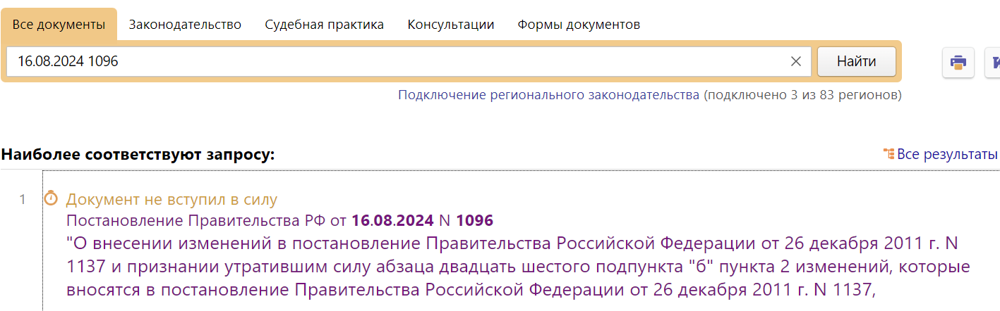 Все документы Законодательство Судебная практика Консультации Формы документов
16.08.2024 1096 Найти
Подключение регионального законодательства (подключено 3 из 83 регионов)
Наиболее соответствуют запросу: Все результаты
1 Документ не вступил в силу
Постановление Правительства РФ от 16.08.2024 N 1096
"О внесении изменений в постановление Правительства Российской Федерации от 26 декабря 2011 г. N
1137 и признании утратившим силу абзаца двадцать шестого подпункта "б" пункта 2 изменений, которые
вносятся в постановление Правительства Российской Федерации от 26 декабря 2011 г. N 1137,